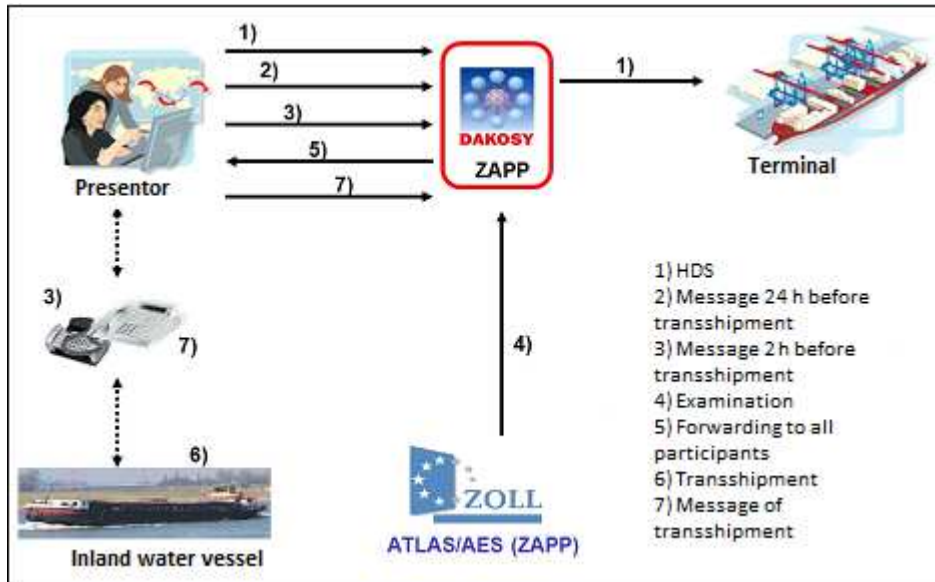 1)
2)
3)
5)
7)
Presentor
DAKOSY
ZAPP
1)
Terminal
3)
7)
6)
Inland water vessel
4)
ZOLL
ATLAS/AES (ZAPP)
1) HDS
2) Message 24 h before
transshipment
3) Message 2 h before
transshipment
4) Examination
5) Forwarding to all
participants
6) Transshipment
7) Message of
transshipment